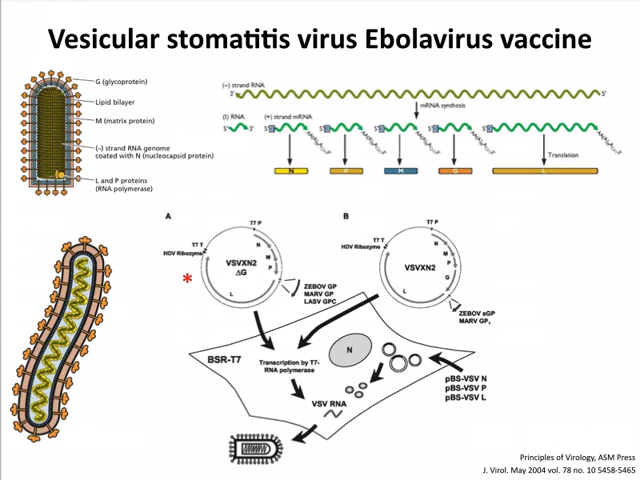 Vesicular stomatitis virus Ebolavirus vaccine
G (glycoprotein)
Lipid bilayer
M (matrix protein)
(–) strand RNA genome
coated with N (nucleocapsid protein)
L and P proteins
(RNA polymerase)
(–) strand RNA
3' 5'
mRNA synthesis
(l) RNA (+) strand mRNA
5' 3' 5' 5' 5' 5' 5'
Translation
N P M G L
A
T7 P
T7 T
HDV Ribozyme
N
M
P
L
VSVXN2
ΔG
*
ZEBOV GP
MARV GP
LASV GPC
B
T7 P
T7 T
HDV Ribozyme
N
M
P
G
L
VSVXN2
ZEBOV sGP
MARV GP₁
BSR-T7
Transcription by T7-
RNA polymerase
N
VSV RNA
pBS-VSV N
pBS-VSV P
pBS-VSV L
Principles of Virology, ASM Press
J. Virol. May 2004 vol. 78 no. 10 5458-5465